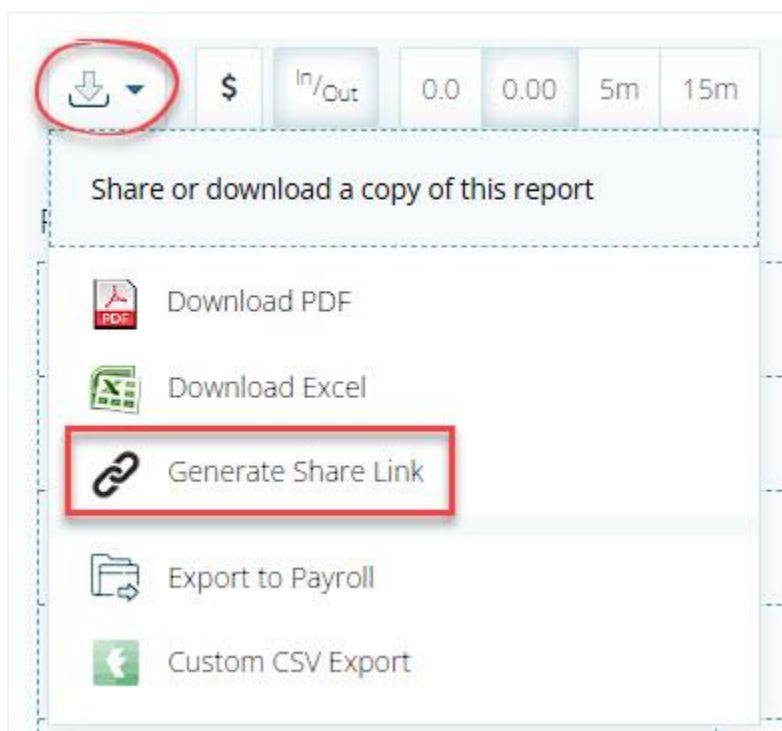 $ In/Out 0.0 0.00 5m 15m
Share or download a copy of this report
PDF Download PDF
Download Excel
Generate Share Link
Export to Payroll
Custom CSV Export